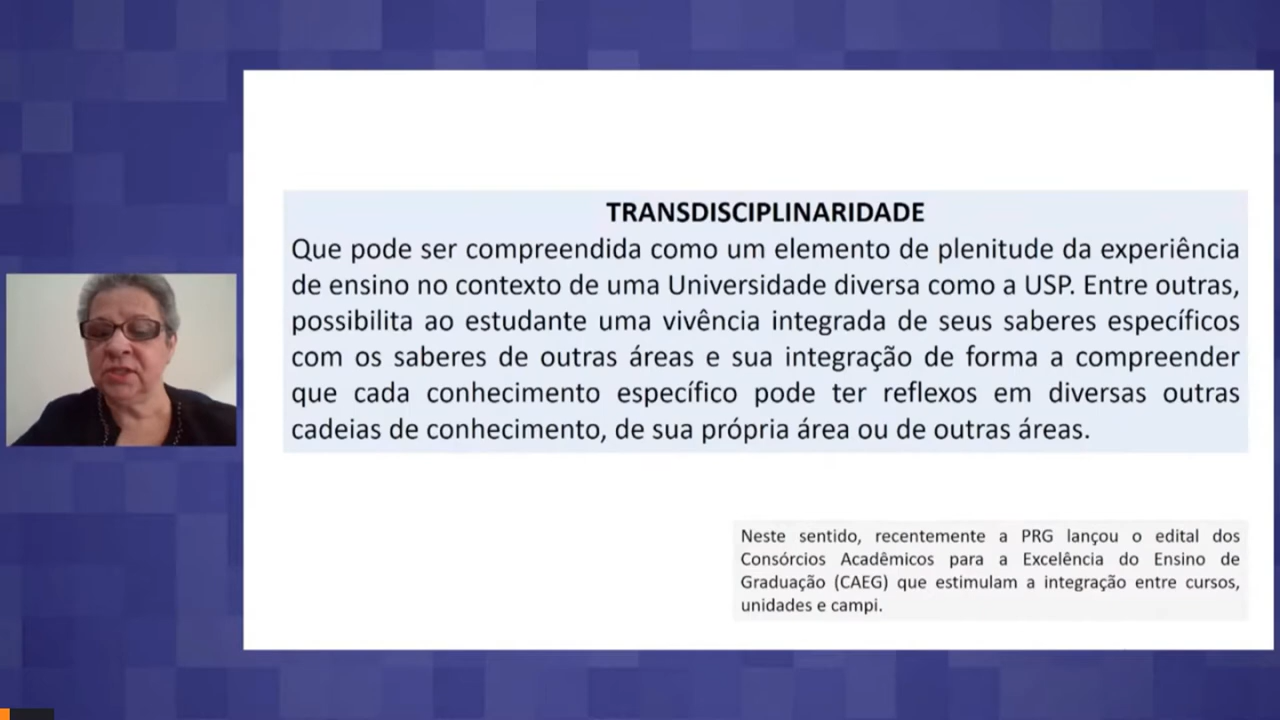 TRANSDISCIPLINARIDADE
Que pode ser compreendida como um elemento de plenitude da experiência
de ensino no contexto de uma Universidade diversa como a USP. Entre outras,
possibilita ao estudante uma vivência integrada de seus saberes específicos
com os saberes de outras áreas e sua integração de forma a compreender
que cada conhecimento específico pode ter reflexos em diversas outras
cadeias de conhecimento, de sua própria área ou de outras áreas.
Neste sentido, recentemente a PRG lançou o edital dos
Consórcios Acadêmicos para a Excelência do Ensino de
Graduação (CAEG) que estimulam a integração entre cursos,
unidades e campi.